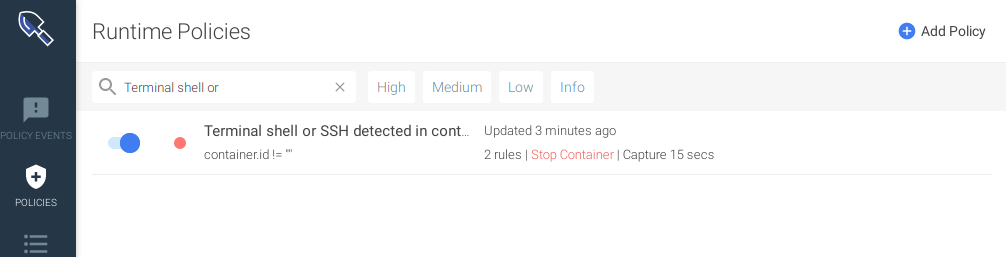 Runtime Policies
Add Policy
Terminal shell or
High
Medium
Low
Info
POLICY EVENTS
Terminal shell or SSH detected in cont...
Updated 3 minutes ago
container.id != ""
2 rules | Stop Container | Capture 15 secs
POLICIES